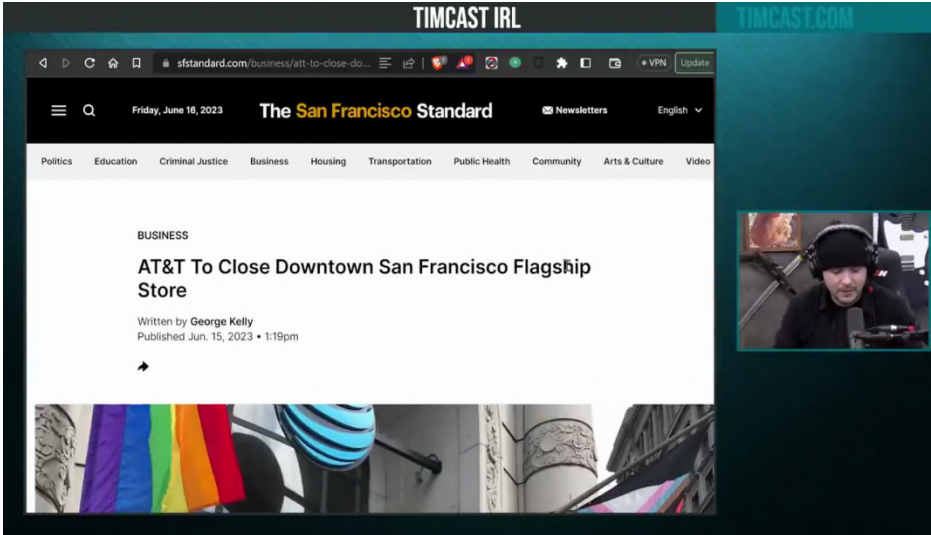 TIMCAST IRL
TIMCAST.COM
sfstandard.com/business/att-to-close-do...
VPN
Update
Friday, June 16, 2023
The San Francisco Standard
Newsletters
English
Politics Education Criminal Justice Business Housing Transportation Public Health Community Arts & Culture Video
BUSINESS
AT&T To Close Downtown San Francisco Flagship
Store
Written by George Kelly
Published Jun. 15, 2023 • 1:19pm